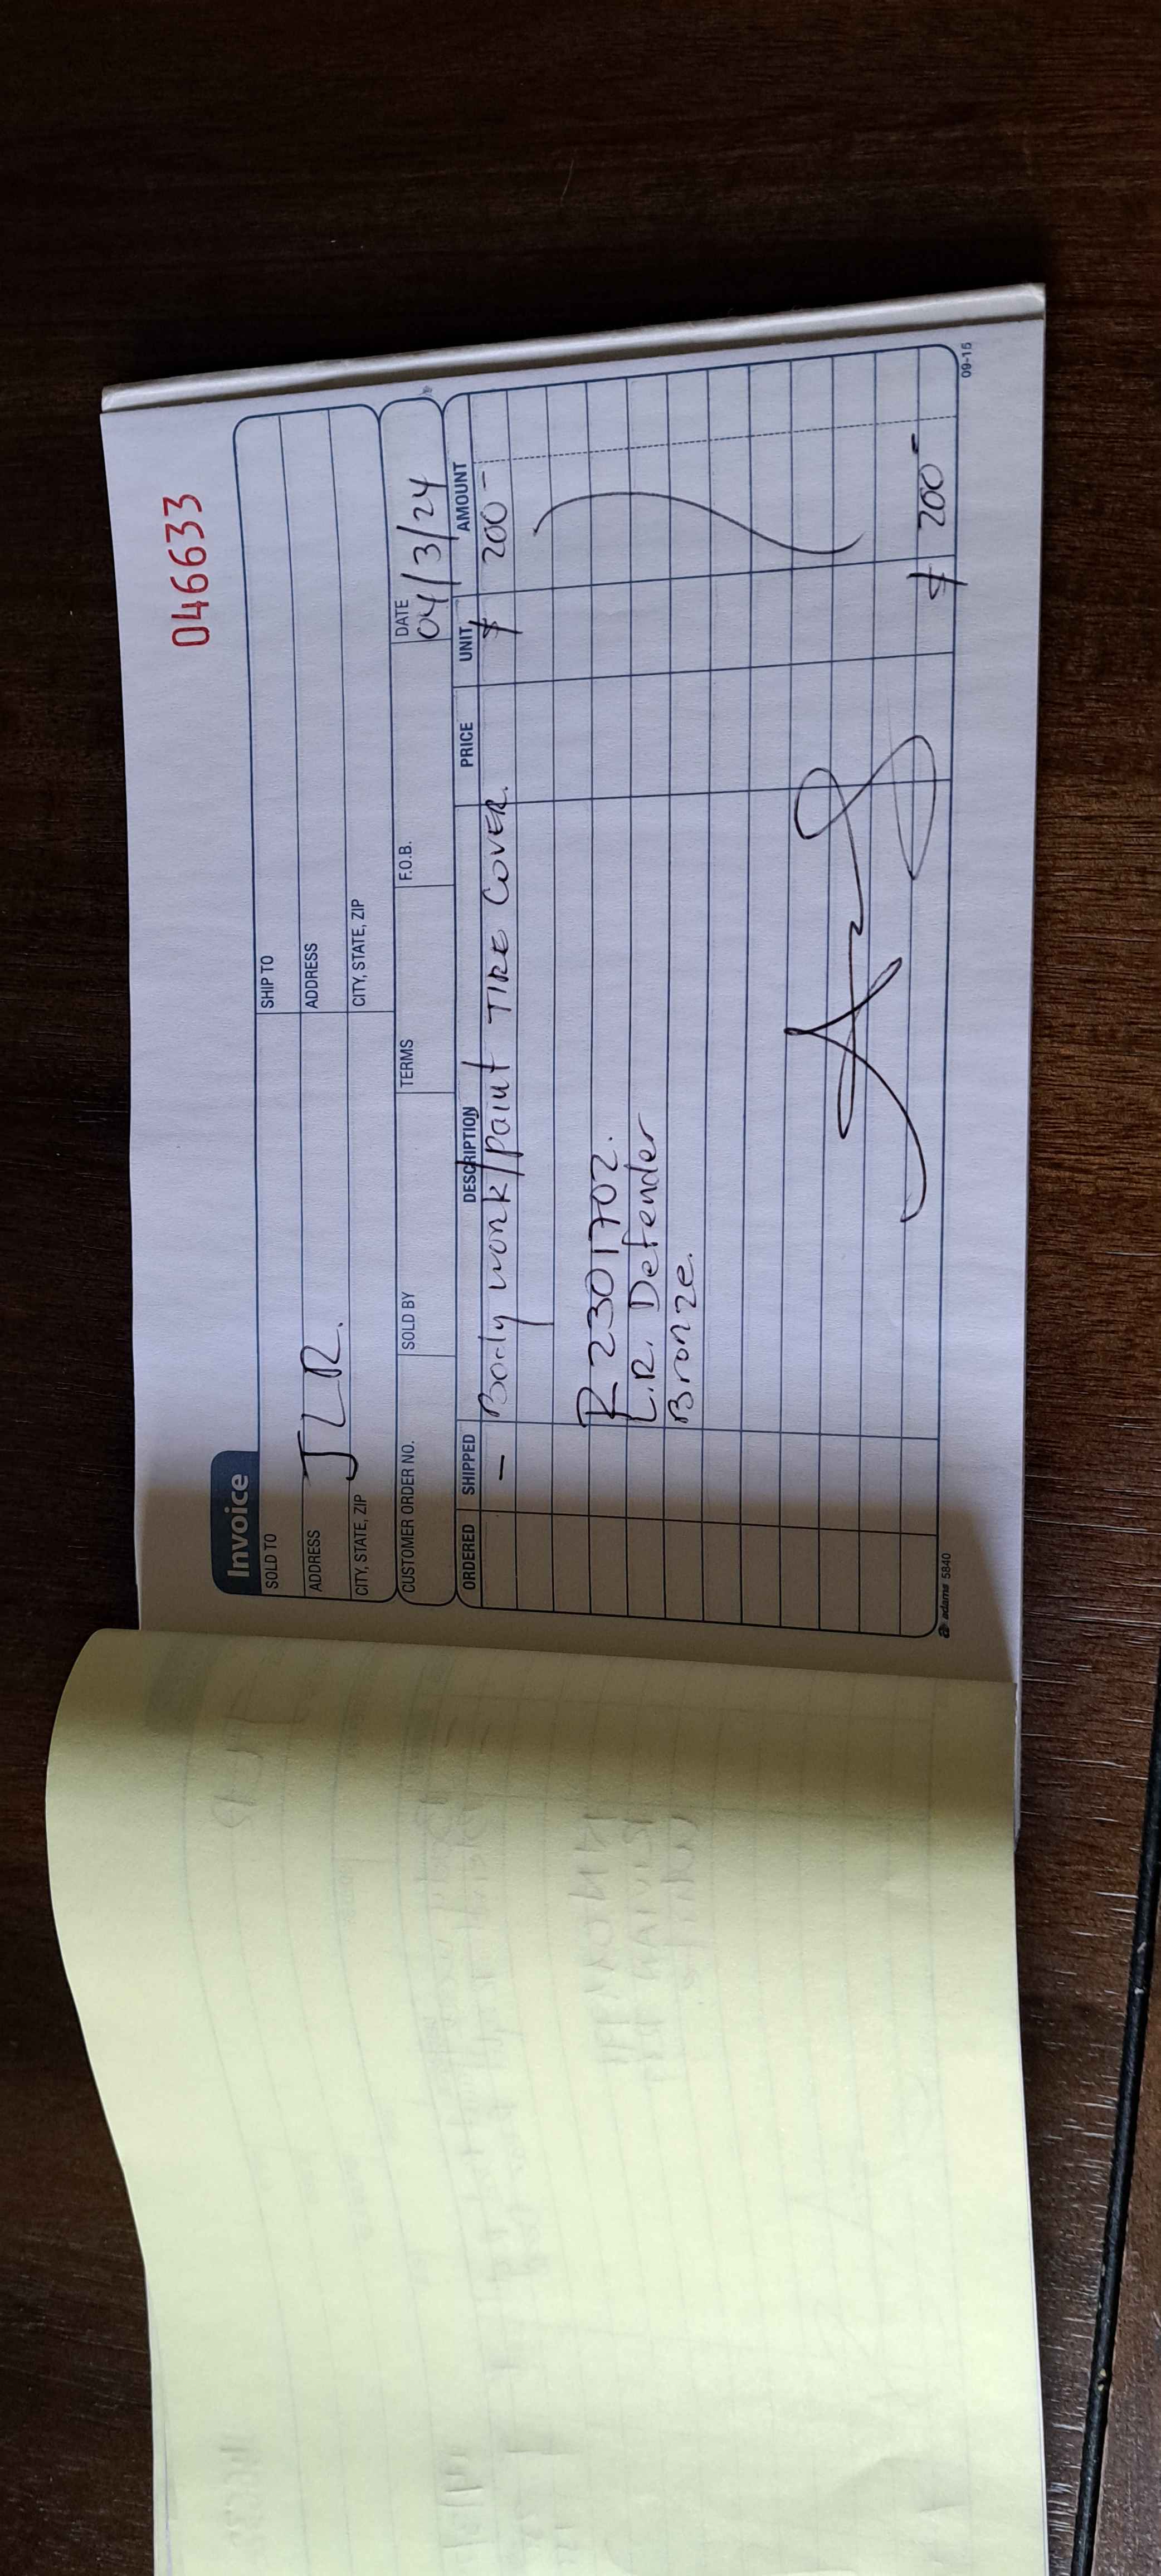 046633
Invoice
SOLD TO
SHIP TO
ADDRESS
ADDRESS
JLR.
CITY, STATE, ZIP
CITY, STATE, ZIP
CUSTOMER ORDER NO. SOLD BY TERMS F.O.B. DATE
04/3/24
ORDERED SHIPPED DESCRIPTION PRICE UNIT AMOUNT
– Body work/paint TIRE COVER. $ 200 –
R2301702.
L.R. Defender
Bronze.
$ 200 –
adams 5840
09-15